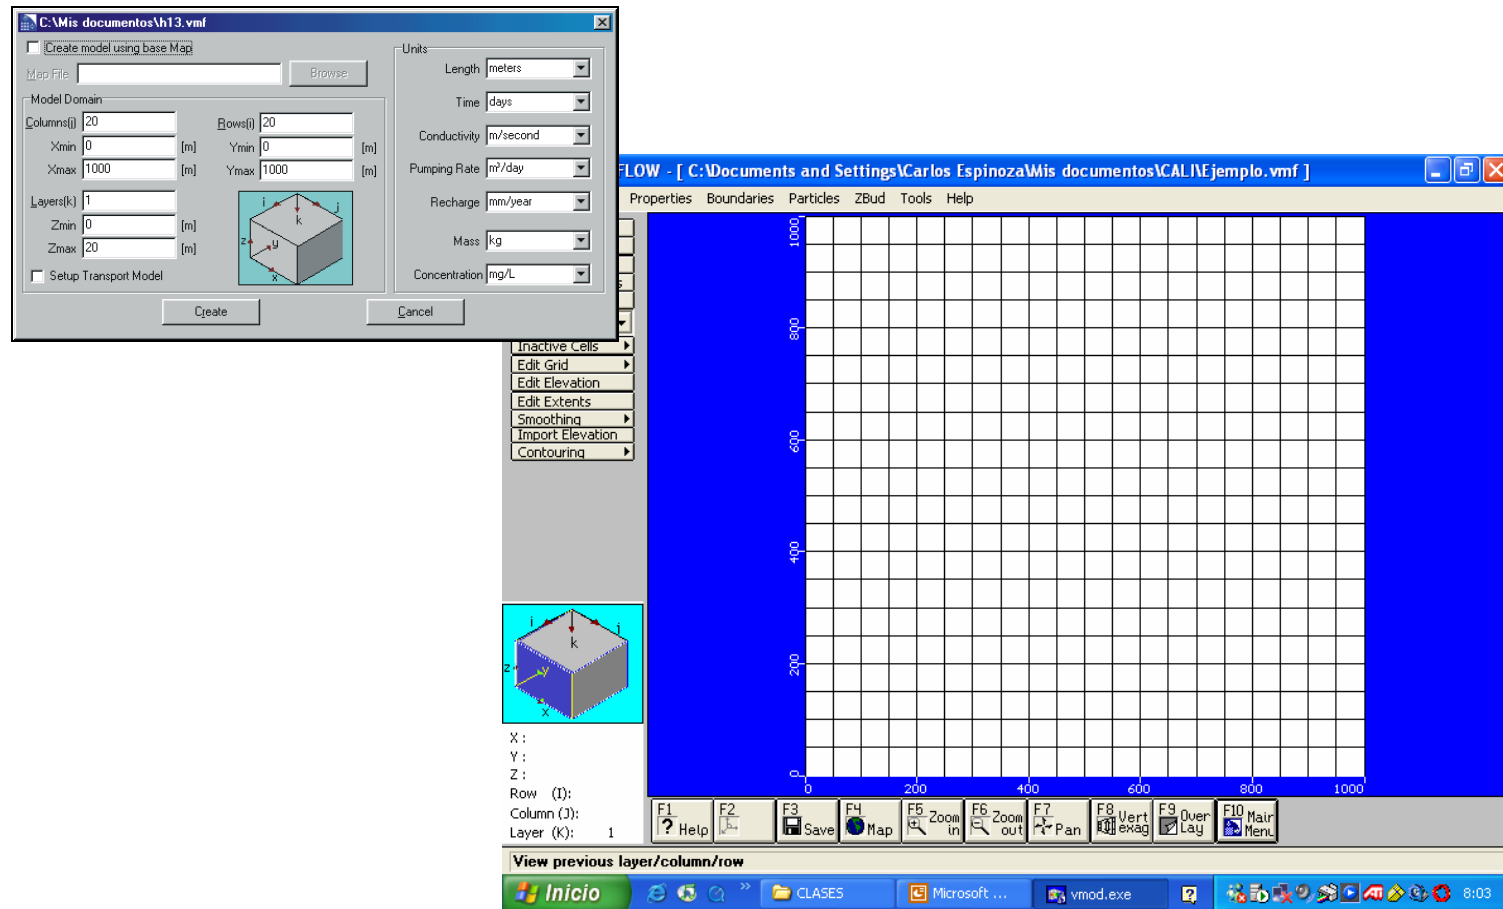 C:\Mis documentos\h13.vmf
Create model using base Map
Map File
Browse
Model Domain
Columns(j) 20
Rows(i) 20
Xmin 0 [m]
Ymin 0 [m]
Xmax 1000 [m]
Ymax 1000 [m]
Layers(k) 1
Zmin 0 [m]
Zmax 20 [m]
Setup Transport Model
i j k z y x
Units
Length meters
Time days
Conductivity m/second
Pumping Rate m³/day
Recharge mm/year
Mass kg
Concentration mg/L
Create
Cancel
FLOW - [ C:\Documents and Settings\Carlos Espinoza\Mis documentos\CALI\Ejemplo.vmf ]
Properties Boundaries Particles ZBud Tools Help
s
Inactive Cells
Edit Grid
Edit Elevation
Edit Extents
Smoothing
Import Elevation
Contouring
1000
800
600
400
200
0
0 200 400 600 800 1000
i j k z y x
X :
Y :
Z :
Row (I):
Column (J):
Layer (K): 1
F1 ? Help
F2
F3 Save
F4 Map
F5 Zoom in
F6 Zoom out
F7 Pan
F8 Vert exag
F9 Over Lay
F10 Main Menu
View previous layer/column/row
Inicio
»
CLASES
Microsoft ...
vmod.exe
?
ATI
8:03